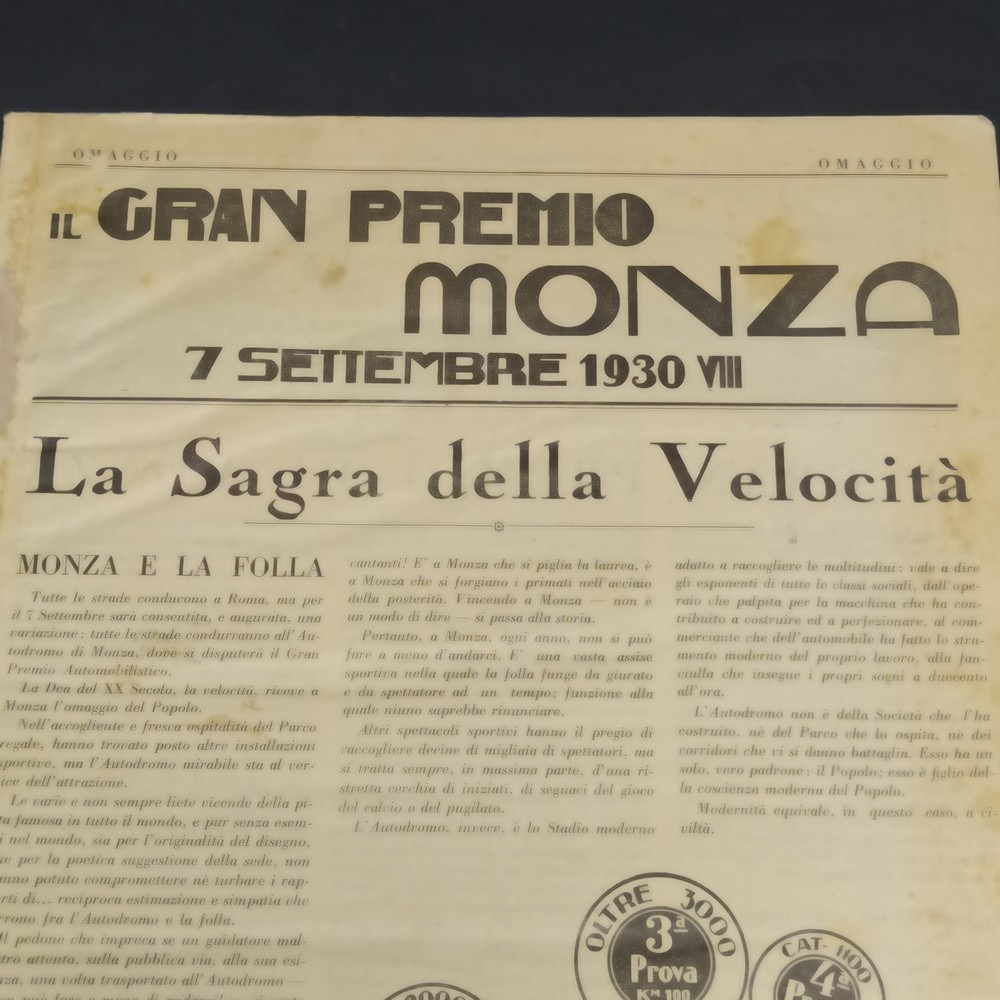 OMAGGIO
OMAGGIO
IL GRAN PREMIO
MONZA
7 SETTEMBRE 1930 VIII
La Sagra della Velocità
MONZA E LA FOLLA
Tutte le strade conducono a Roma, ma per
il 7 Settembre sarà consentita, e augurata, una
variazione: tutte le strade condurranno all'Au-
todromo di Monza, dove si disputerà il Gran
Premio Automobilistico.
La Dea del XX Secolo, la velocità, riceve a
Monza l'omaggio del Popolo.
Nell'accogliente e fresca ospitalità del Parco
regale, hanno trovato posto altre installazioni
sportive, ma l'Autodromo mirabile sta al ver-
ice dell'attrazione.
Le varie e non sempre liete vicende della pi-
ta famosa in tutto il mondo, e pur senza esem-
i nel mondo, sia per l'originalità del disegno,
e per la poetica suggestione della sede, non
nno potuto compromettere nè turbare i rap-
rti di... reciproca estimazione e simpatia che
rrono fra l'Autodromo e la folla.
Il pedone che impreca se un guidatore mal-
tro attenta, sulla pubblica via, alla sua esi-
nza, una volta trasportato all'Autodromo —
cantanti! E' a Monza che si piglia la laurea, è
a Monza che si forgiano i primati nell'acciaio
della posterità. Vincendo a Monza — non è
un modo di dire — si passa alla storia.
Pertanto, a Monza, ogni anno, non si può
fare a meno d'andarci. E' una vasta assise
sportiva nella quale la folla funge da giurato
e da spettatore ad un tempo; funzione alla
quale niuno saprebbe rinunciare.
Altri spettacoli sportivi hanno il pregio di
raccogliere decine di migliaia di spettatori, ma
si tratta sempre, in massima parte, d'una ri-
stretta cerchia di iniziati, di seguaci del gioco
del calcio o del pugilato.
L'Autodromo, invece, è lo Stadio moderno
adatto a raccogliere le moltitudini: vale a dire
gli esponenti di tutte le classi sociali, dall'ope-
raio che palpita per la macchina che ha con-
tribuito a costruire ed a perfezionare, al com-
merciante che dell'automobile ha fatto lo stru-
mento moderno del proprio lavoro, alla fan-
ciulla che insegue i propri sogni a duecento
all'ora.
L'Autodromo non è della Società che l'ha
costruito, nè del Parco che lo ospita, nè dei
corridori che vi si danno battaglia. Esso ha un
solo, vero padrone: il Popolo; esso è figlio del-
la coscienza moderna del Popolo.
Modernità equivale, in questo caso, a ci-
viltà.
OLTRE 3000
3ª
Prova
KM 100
CAT. 1100
4ª